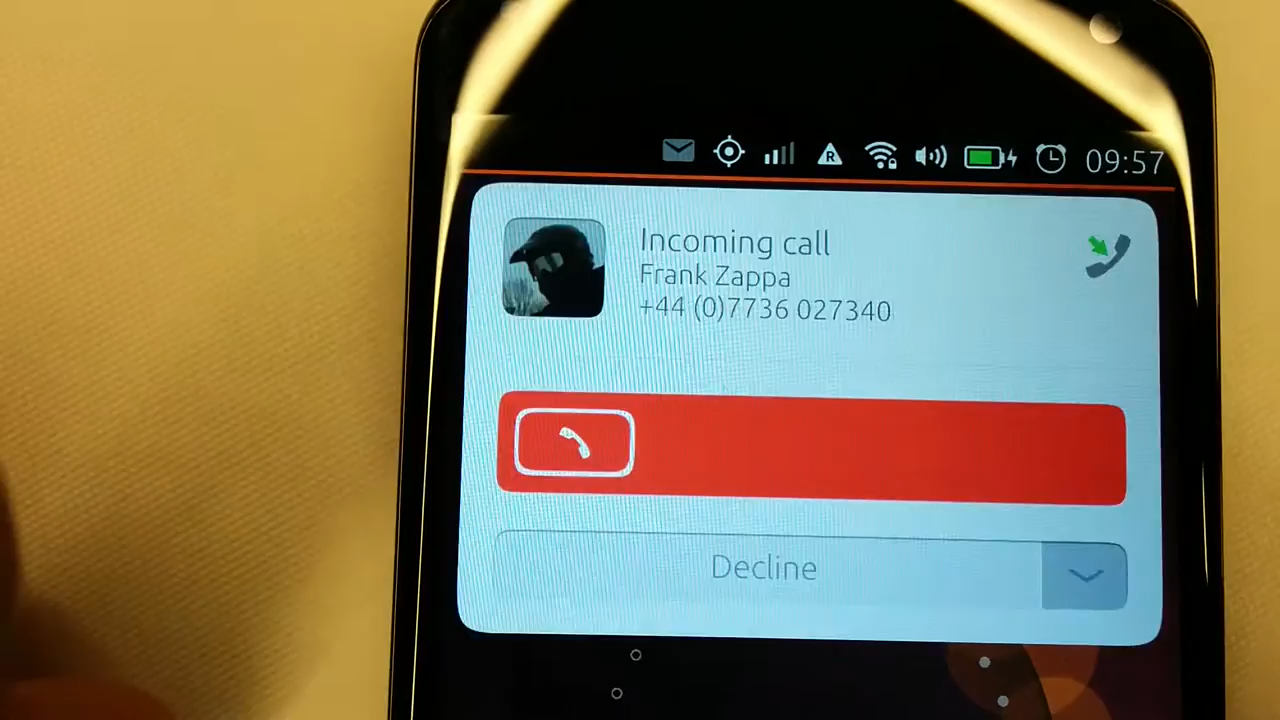 R
09:57
Incoming call
Frank Zappa
+44 (0)7736 027340
Decline